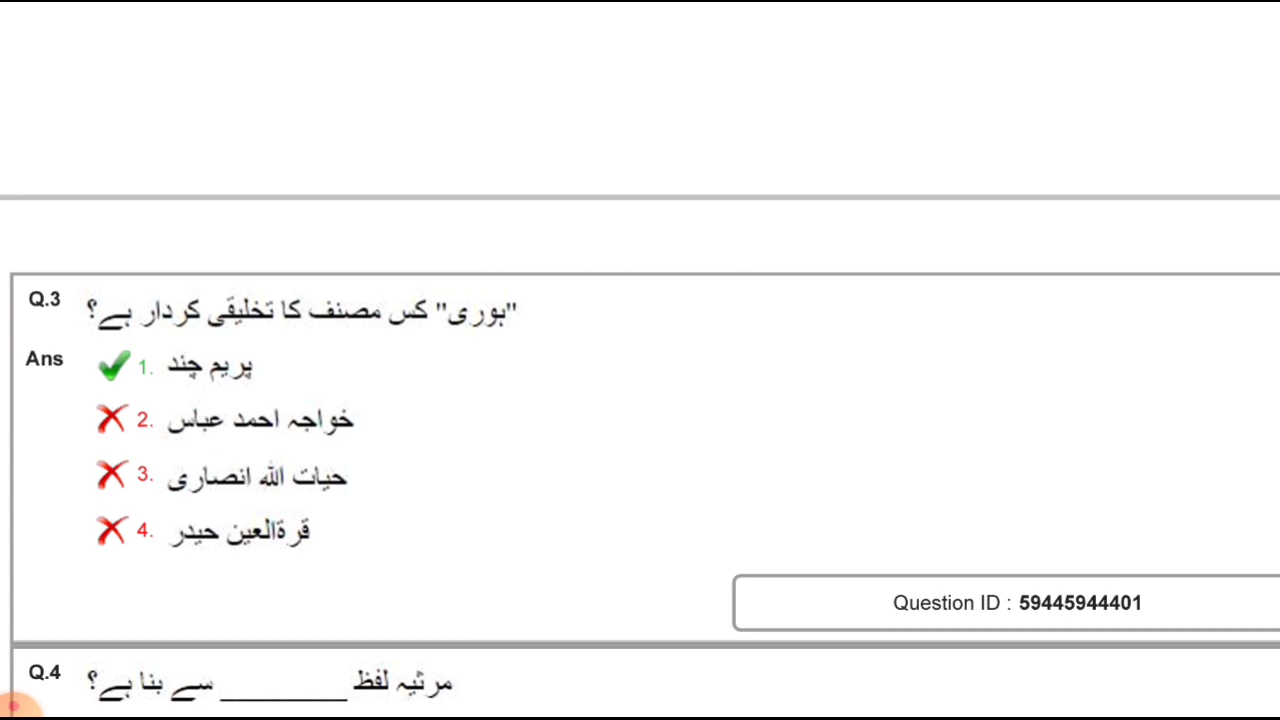 Q.3 "ہوری" کس مصنف کا تخلیقی کردار ہے؟
Ans 1. پریم چند
2. خواجہ احمد عباس
3. حیات اللہ انصاری
4. قرۃالعین حیدر
Question ID : 59445944401
Q.4 مرثیہ لفظ __________ سے بنا ہے؟